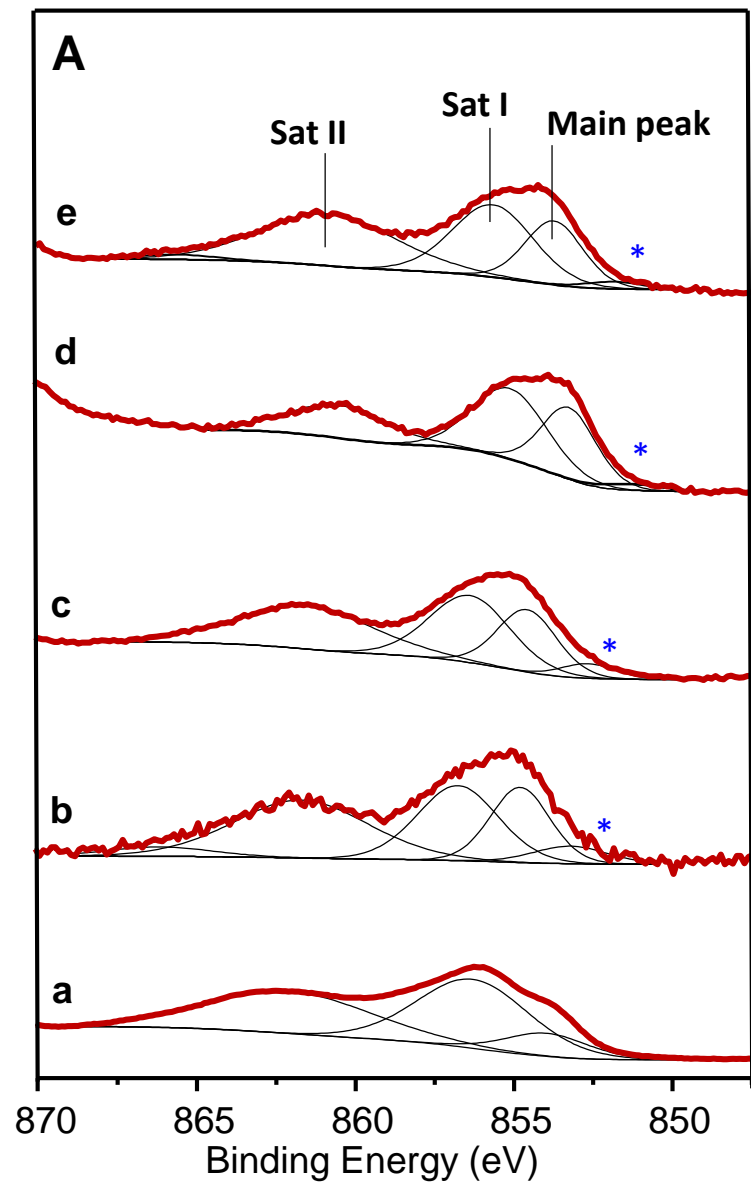 A
Sat II
Sat I
Main peak
e
*
d
*
c
*
b
*
a
870
865
860
855
850
Binding Energy (eV)